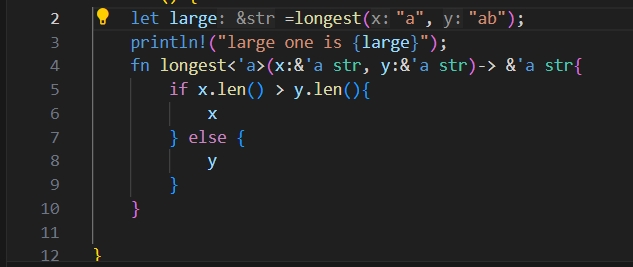 2 let large: &str =longest(x: "a", y: "ab");
3 println!("large one is {large}");
4 fn longest<'a>(x:&'a str, y:&'a str)-> &'a str{
5 if x.len() > y.len(){
6 x
7 } else {
8 y
9 }
10 }
11
12 }